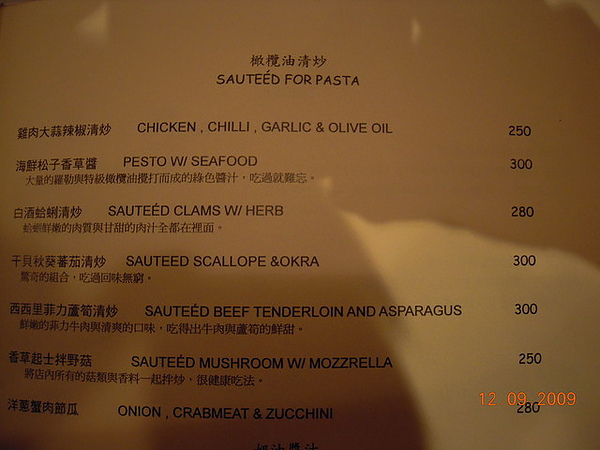 橄欖油清炒
SAUTEÉD FOR PASTA
雞肉大蒜辣椒清炒 CHICKEN , CHILLI , GARLIC & OLIVE OIL 250
海鮮松子香草醬 PESTO W/ SEAFOOD 300
大量的羅勒與特級橄欖油攪打而成的綠色醬汁，吃過就難忘。
白酒蛤蜊清炒 SAUTEÉD CLAMS W/ HERB 280
蛤蜊鮮嫩的肉質與甘甜的肉汁全都在裡面。
干貝秋葵蕃茄清炒 SAUTEED SCALLOPE &OKRA 300
驚奇的組合，吃過回味無窮。
西西里菲力蘆筍清炒 SAUTEÉD BEEF TENDERLOIN AND ASPARAGUS 300
鮮嫩的菲力牛肉與清爽的口味，吃得出牛肉與蘆筍的鮮甜。
香草起士拌野菇 SAUTEÉD MUSHROOM W/ MOZZRELLA 250
將店內所有的菇類與香料一起拌炒，很健康吃法。
洋蔥蟹肉節瓜 ONION , CRABMEAT & ZUCCHINI 280
12 09 2009
奶油醬汁